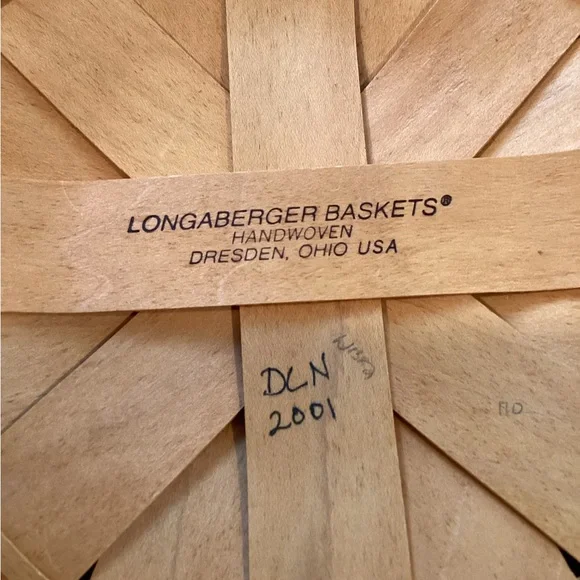 LONGABERGER BASKETS®
HANDWOVEN
DRESDEN, OHIO USA
DLN
2001